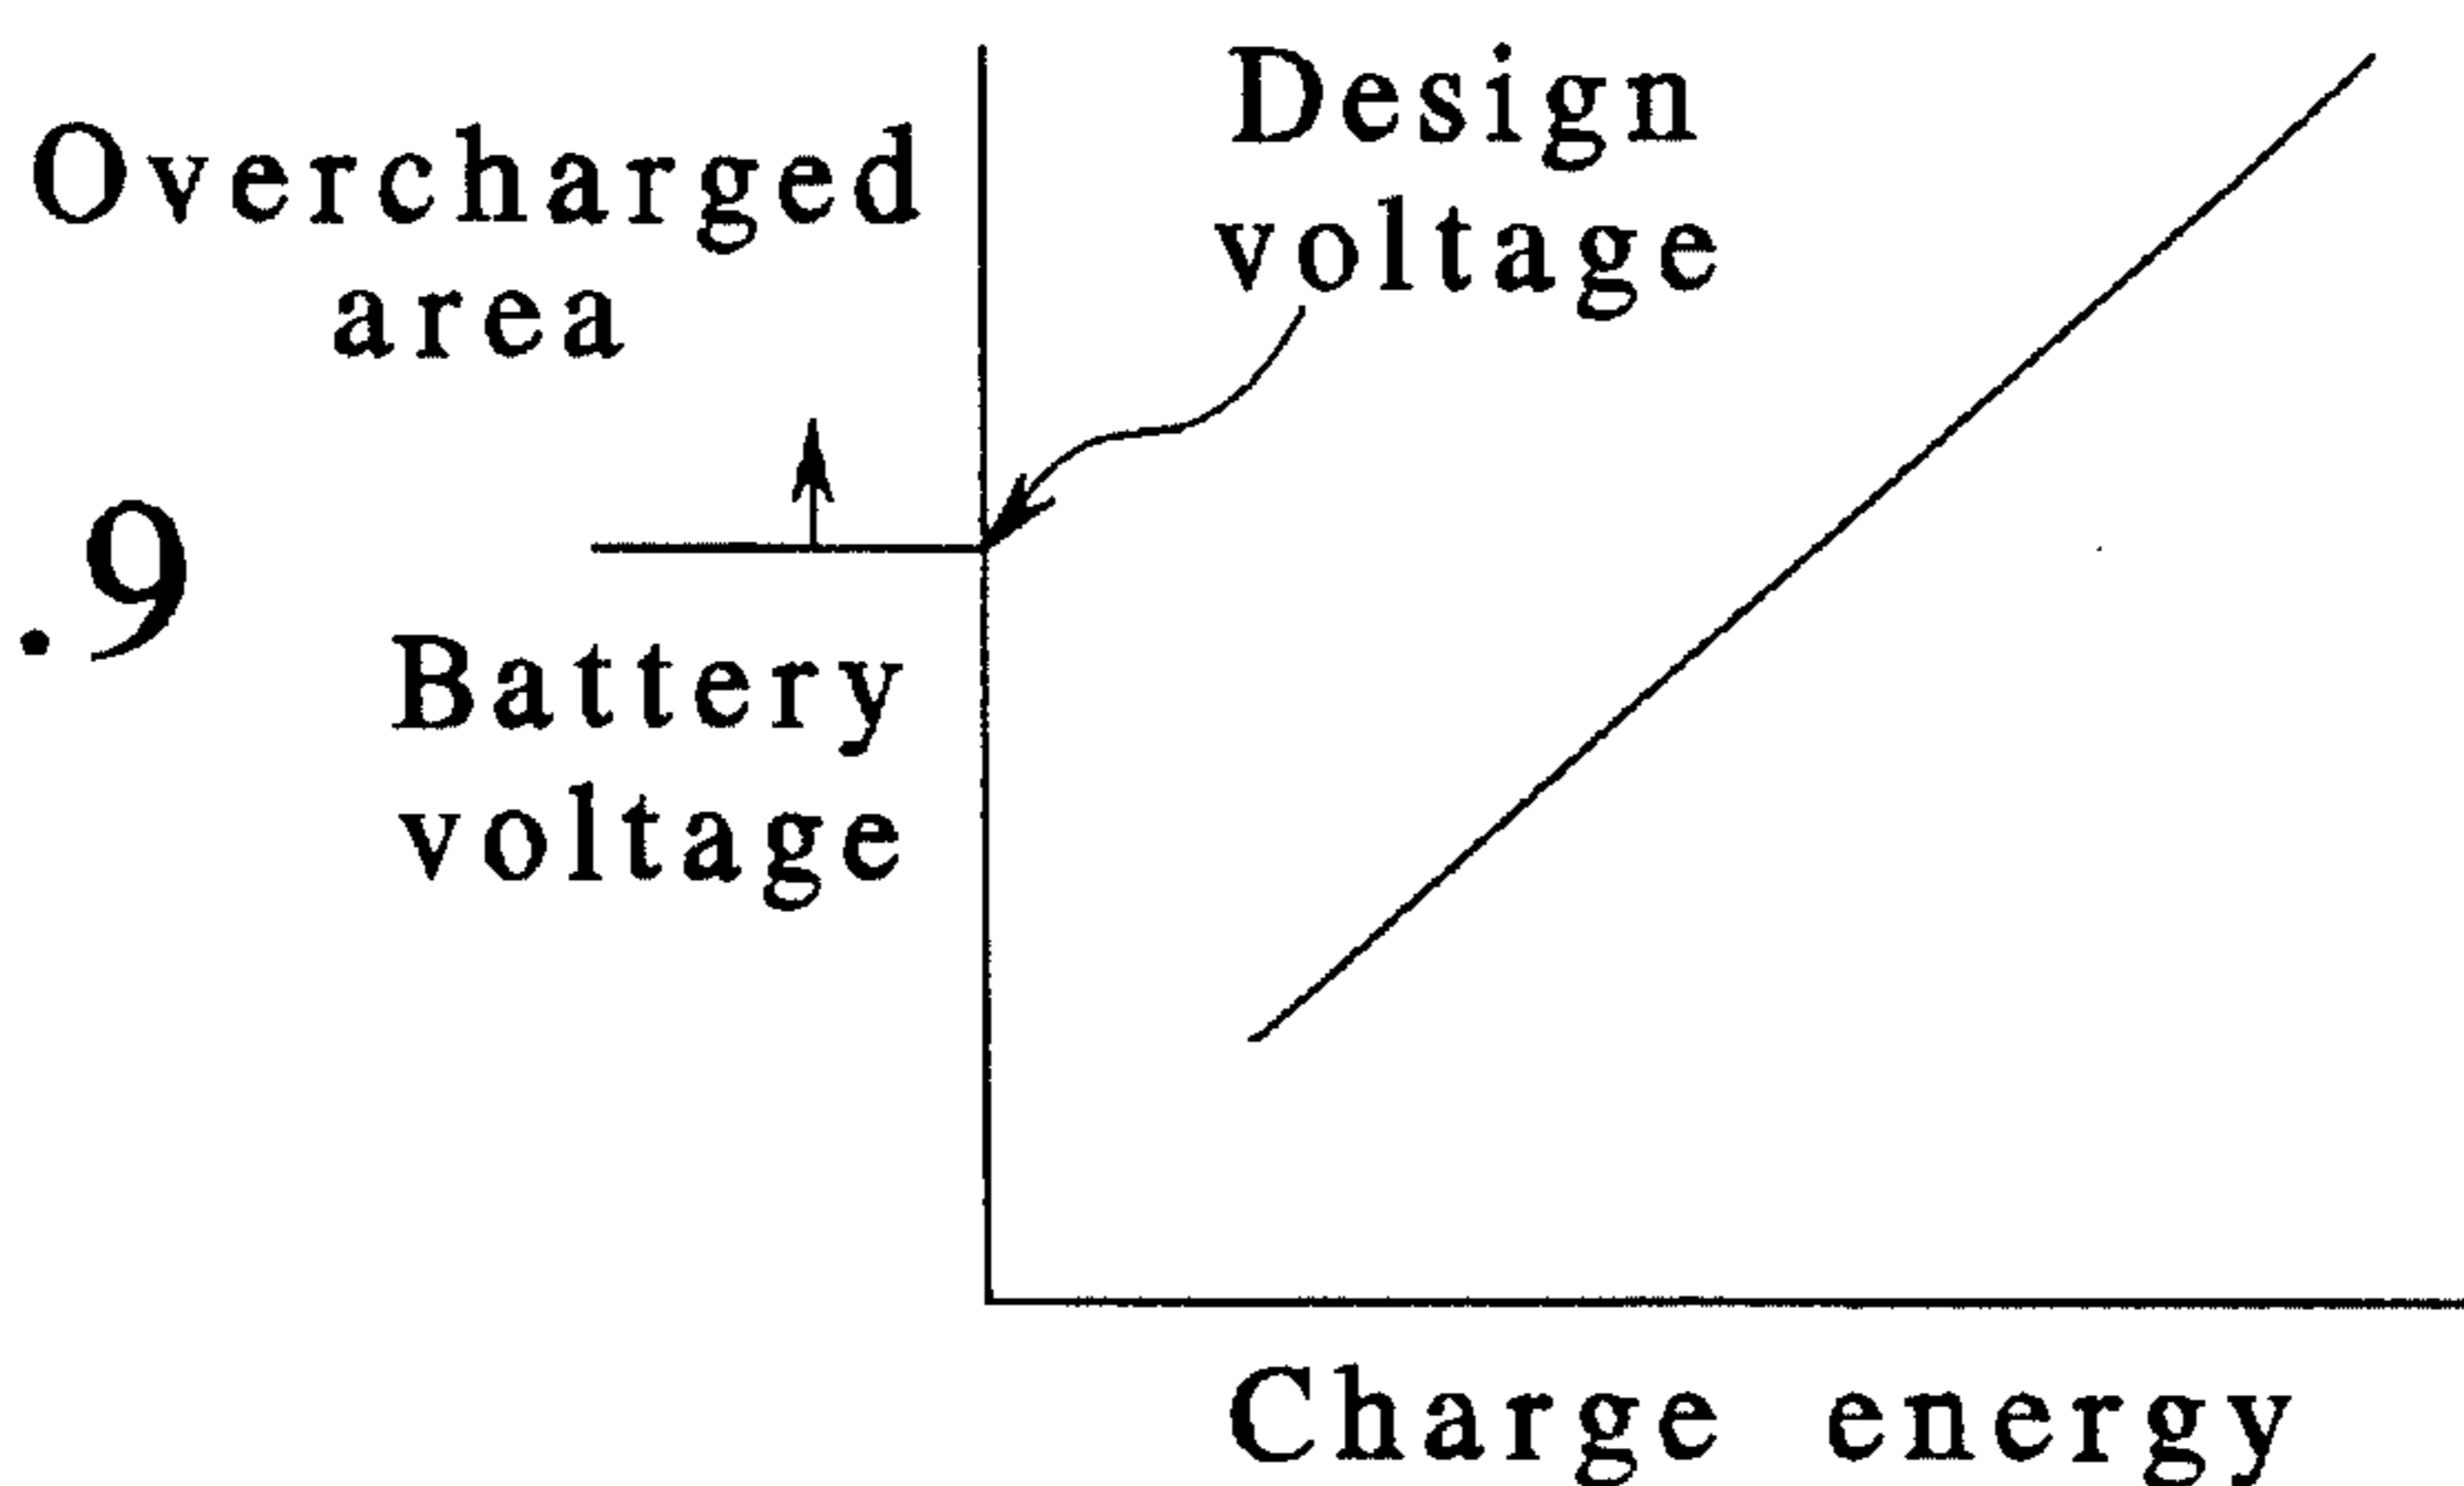 Overcharged
area
Design
voltage
.9
Battery
voltage
Charge energy